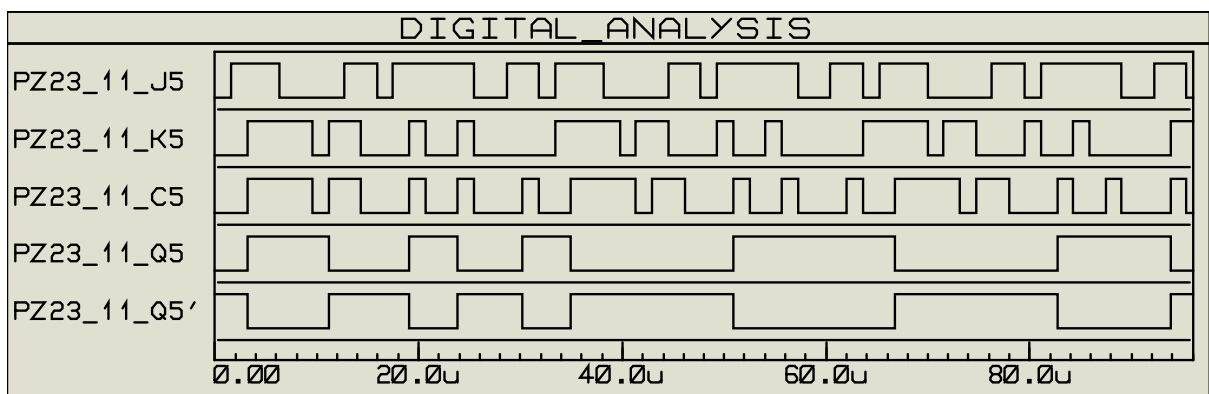 DIGITAL_ANALYSIS
PZ23_11_J5
PZ23_11_K5
PZ23_11_C5
PZ23_11_Q5
PZ23_11_Q5′
0.00 20.0u 40.0u 60.0u 80.0u